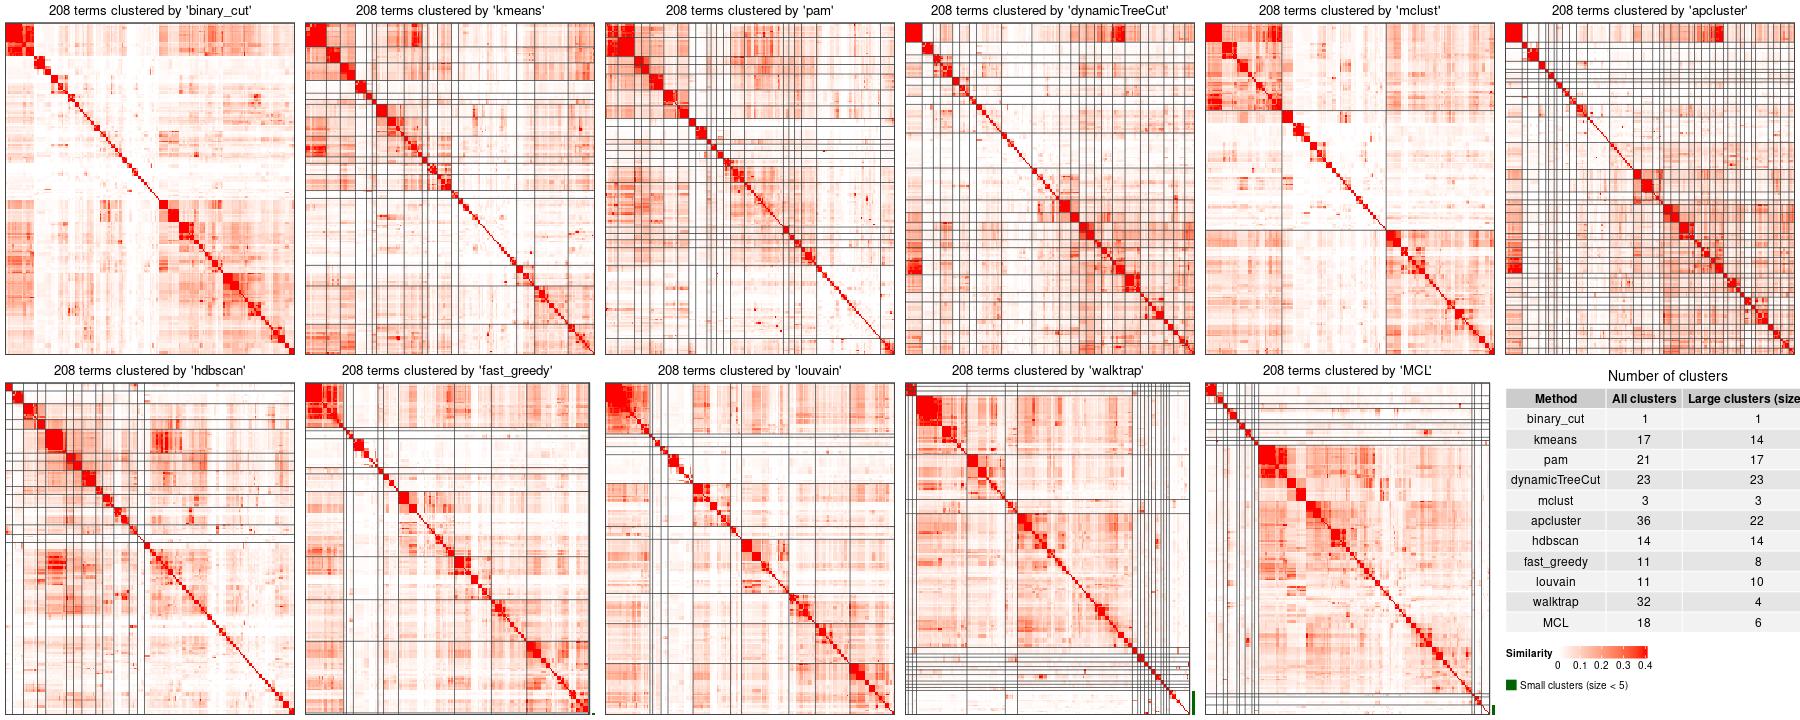 208 terms clustered by 'binary_cut'
208 terms clustered by 'kmeans'
208 terms clustered by 'pam'
208 terms clustered by 'dynamicTreeCut'
208 terms clustered by 'mclust'
208 terms clustered by 'apcluster'
208 terms clustered by 'hdbscan'
208 terms clustered by 'fast_greedy'
208 terms clustered by 'louvain'
208 terms clustered by 'walktrap'
208 terms clustered by 'MCL'
Number of clusters
Method All clusters Large clusters (size
binary_cut 1 1
kmeans 17 14
pam 21 17
dynamicTreeCut 23 23
mclust 3 3
apcluster 36 22
hdbscan 14 14
fast_greedy 11 8
louvain 11 10
walktrap 32 4
MCL 18 6
Similarity
0 0.1 0.2 0.3 0.4
Small clusters (size < 5)